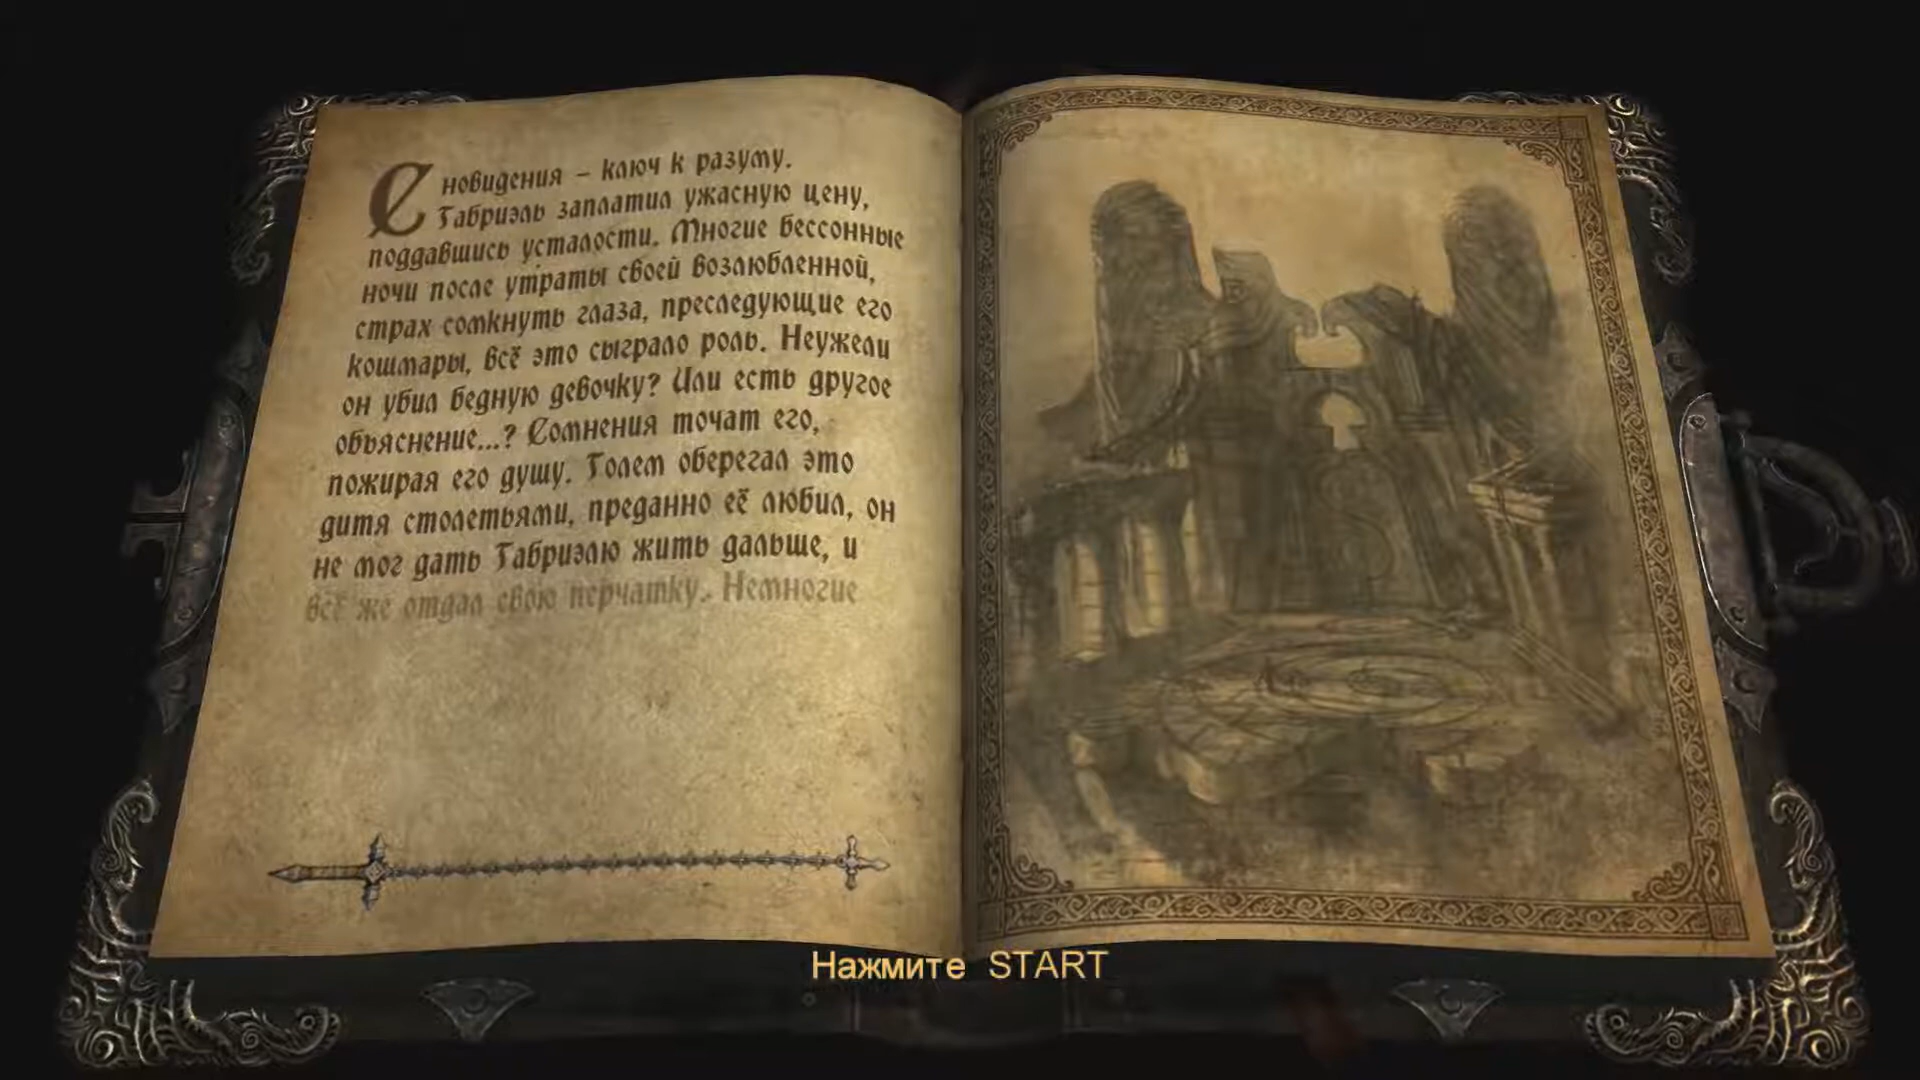 Сновидения – ключ к разуму.
Габриэль заплатил ужасную цену,
поддавшись усталости. Многие бессонные
ночи после утраты своей возлюбленной,
страх сомкнуть глаза, преследующие его
кошмары, всё это сыграло роль. Неужели
он убил бедную девочку? Или есть другое
объяснение...? Сомнения точат его,
пожирая его душу. Голем оберегал это
дитя столетьями, преданно её любил, он
не мог дать Габриэлю жить дальше, и
всё же отдал свою перчатку. Немногие
Нажмите START